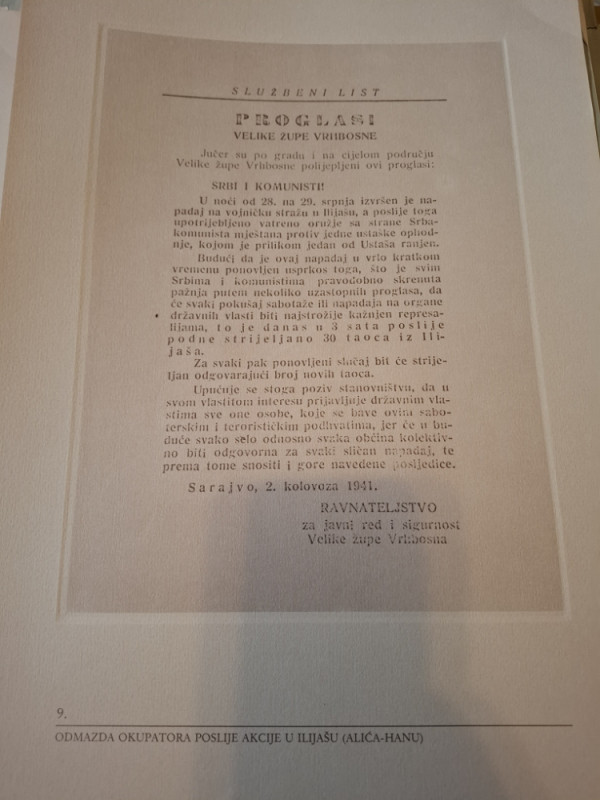 SLUŽBENI LIST
PROGLASI
VELIKE ŽUPE VRHBOSNE
Jučer su po gradu i na cijelom području
Velike župe Vrhbosne polijepljeni ovi proglasi:
SRBI I KOMUNISTI!
U noći od 28. na 29. srpnja izvršen je na-
padaj na vojničku stražu u Ilijašu, a poslije toga
upotrijebljeno vatreno oružje sa strane Srba-
komunista mještana protiv jedne ustaške ophod-
nje, kojom je prilikom jedan od Ustaša ranjen.
Budući da je ovaj napadaj u vrlo kratkom
vremenu ponovljen usprkos toga, što je svim
Srbima i komunistima pravodobno skrenuta
pažnja putem nekoliko uzastopnih proglasa, da
će svaki pokušaj sabotaže ili napadaja na organe
državnih vlasti biti najstrožije kažnjen represa-
lijama, to je danas u 3 sata poslije
podne strijeljano 30 taoca iz Ili-
jaša.
Za svaki pak ponovljeni slučaj bit će strije-
ljan odgovarajući broj novih taoca.
Upućuje se stoga poziv stanovništvu, da u
svom vlastitom interesu prijavljuje državnim vla-
stima sve one osobe, koje se bave ovim sabo-
terskim i terorističkim podhvatima, jer će u bu-
duće svako selo odnosno svaka općina kolektiv-
no biti odgovorna za svaki sličan napadaj, te
prema tome snositi i gore navedene posljedice.
Sarajvo, 2. kolovoza 1941.
RAVNATELJSTVO
za javni red i sigurnost
Velike župe Vrhbosna
9.
ODMAZDA OKUPATORA POSLIJE AKCIJE U ILIJAŠU (ALIĆA-HANU)